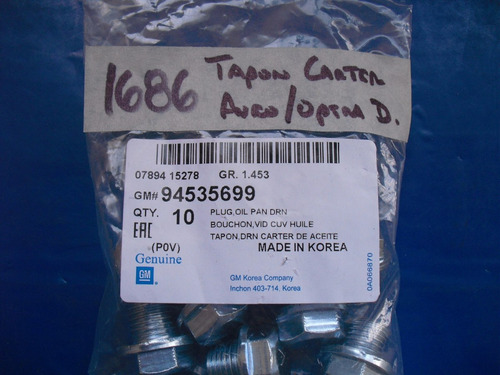 1686 TAPON CARTER
AVEO/OPTRA D.
07894 15278 GR. 1.453
GM# 94535699
QTY. 10 PLUG,OIL PAN DRN
BOUCHON,VID CUV HUILE
EAC TAPON,DRN CARTER DE ACEITE
(P0V) MADE IN KOREA
Genuine
GM
GM Korea Company
Inchon 403-714, Korea
0A066870